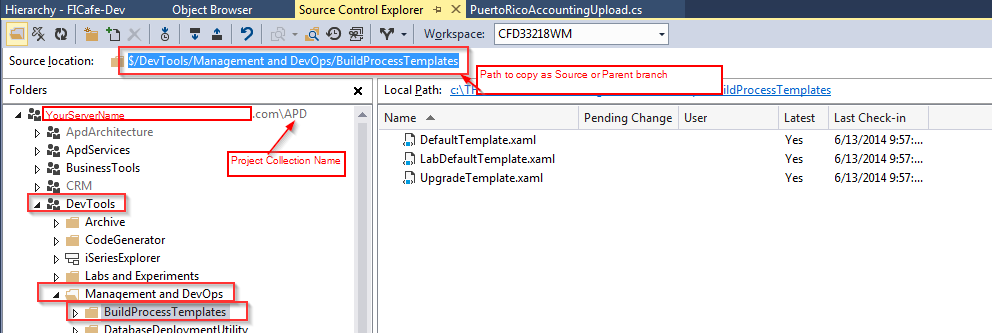 Hierarchy - FICafe-Dev Object Browser Source Control Explorer PuertoRicoAccountingUpload.cs
Workspace: CFD33218WM
Source Location: $/DevTools/Management and DevOps/BuildProcessTemplates
Path to copy as Source or Parent branch
Folders
Local Path: c:\ BuildProcessTemplates
YourServerName .com\APD
Name Pending Change User Latest Last Check-in
ApdArchitecture
DefaultTemplate.xaml Yes 6/13/2014 9:57:...
ApdServices
LabDefaultTemplate.xaml Yes 6/13/2014 9:57:...
BusinessTools
Project Collection Name
UpgradeTemplate.xaml Yes 6/13/2014 9:57:...
CRM
DevTools
Archive
CodeGenerator
iSeriesExplorer
Labs and Experiments
Management and DevOps
BuildProcessTemplates
DatabaseDeploymentUtility